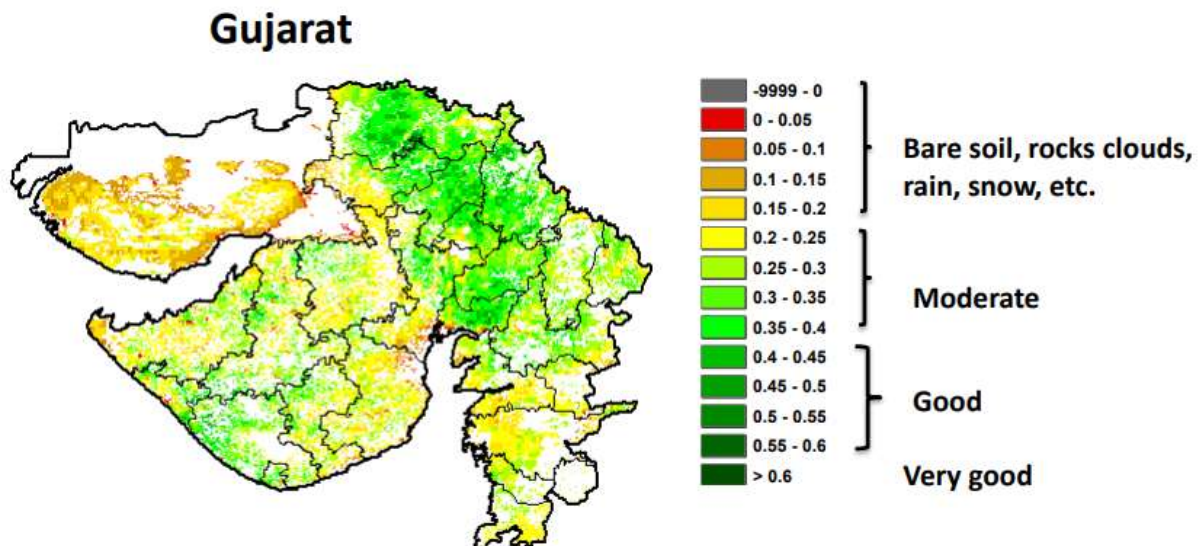 Gujarat
-9999 - 0
0 - 0.05
0.05 - 0.1
0.1 - 0.15
0.15 - 0.2
Bare soil, rocks clouds,
rain, snow, etc.
0.2 - 0.25
0.25 - 0.3
0.3 - 0.35
0.35 - 0.4
Moderate
0.4 - 0.45
0.45 - 0.5
0.5 - 0.55
0.55 - 0.6
Good
> 0.6
Very good